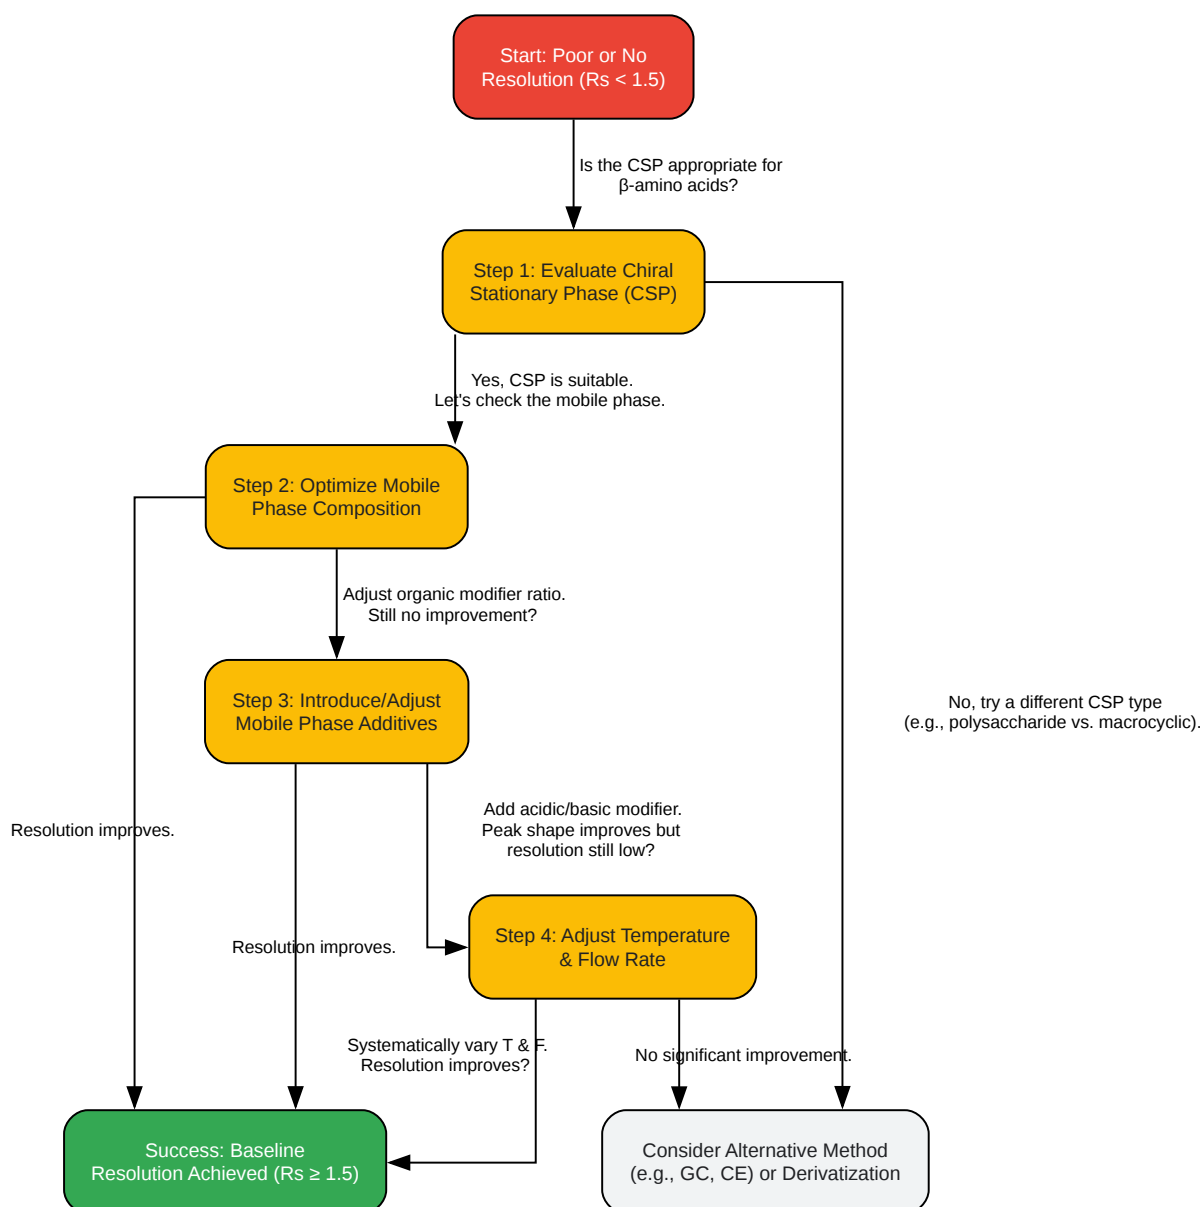 Start: Poor or No
Resolution (Rs < 1.5)
Is the CSP appropriate for
β-amino acids?
Step 1: Evaluate Chiral
Stationary Phase (CSP)
Yes, CSP is suitable.
Let's check the mobile phase.
Step 2: Optimize Mobile
Phase Composition
Adjust organic modifier ratio.
Still no improvement?
Step 3: Introduce/Adjust
Mobile Phase Additives
No, try a different CSP type
(e.g., polysaccharide vs. macrocyclic).
Resolution improves.
Add acidic/basic modifier.
Peak shape improves but
resolution still low?
Resolution improves.
Step 4: Adjust Temperature
& Flow Rate
Systematically vary T & F.
Resolution improves?
No significant improvement.
Success: Baseline
Resolution Achieved (Rs ≥ 1.5)
Consider Alternative Method
(e.g., GC, CE) or Derivatization